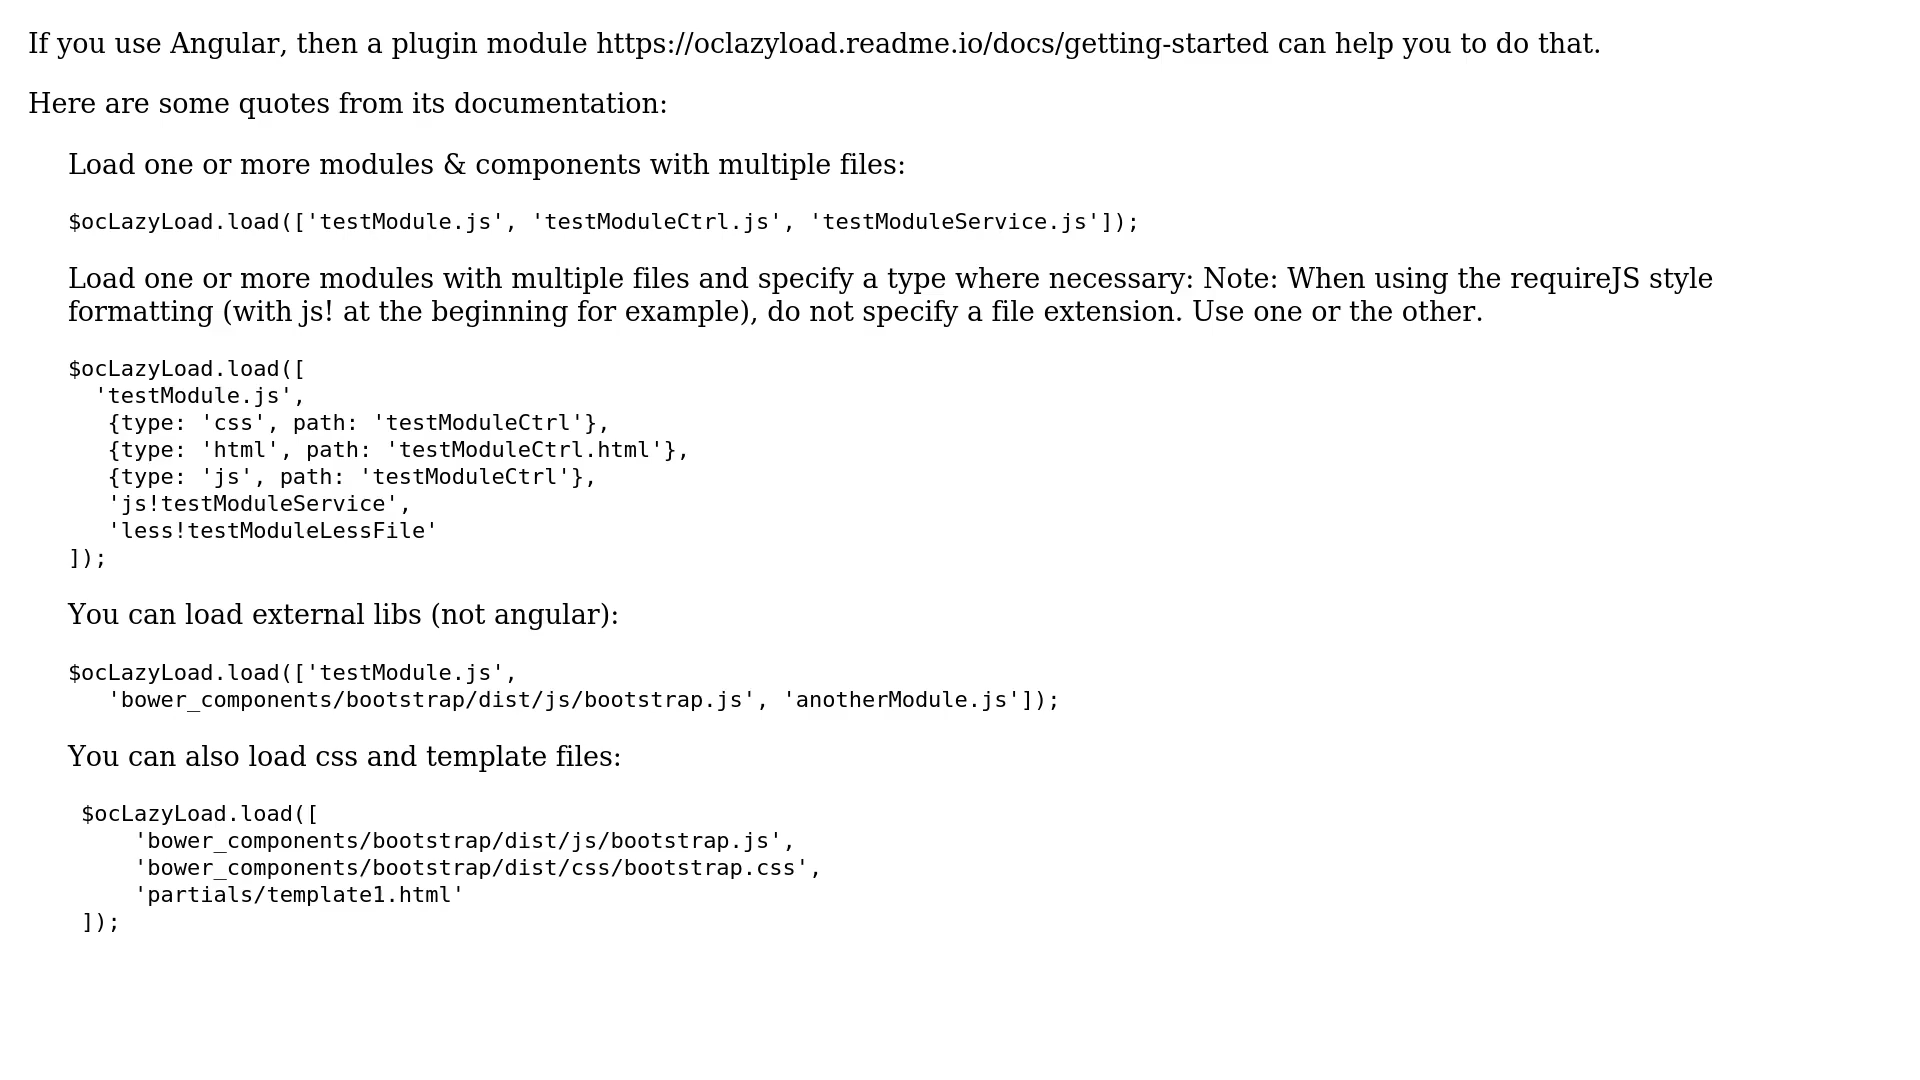 If you use Angular, then a plugin module https://oclazyload.readme.io/docs/getting-started can help you to do that.
Here are some quotes from its documentation:
Load one or more modules & components with multiple files:
$ocLazyLoad.load(['testModule.js', 'testModuleCtrl.js', 'testModuleService.js']);
Load one or more modules with multiple files and specify a type where necessary: Note: When using the requireJS style
formatting (with js! at the beginning for example), do not specify a file extension. Use one or the other.
$ocLazyLoad.load([
  'testModule.js',
   {type: 'css', path: 'testModuleCtrl'},
   {type: 'html', path: 'testModuleCtrl.html'},
   {type: 'js', path: 'testModuleCtrl'},
   'js!testModuleService',
   'less!testModuleLessFile'
]);
You can load external libs (not angular):
$ocLazyLoad.load(['testModule.js',
   'bower_components/bootstrap/dist/js/bootstrap.js', 'anotherModule.js']);
You can also load css and template files:
 $ocLazyLoad.load([
     'bower_components/bootstrap/dist/js/bootstrap.js',
     'bower_components/bootstrap/dist/css/bootstrap.css',
     'partials/template1.html'
 ]);